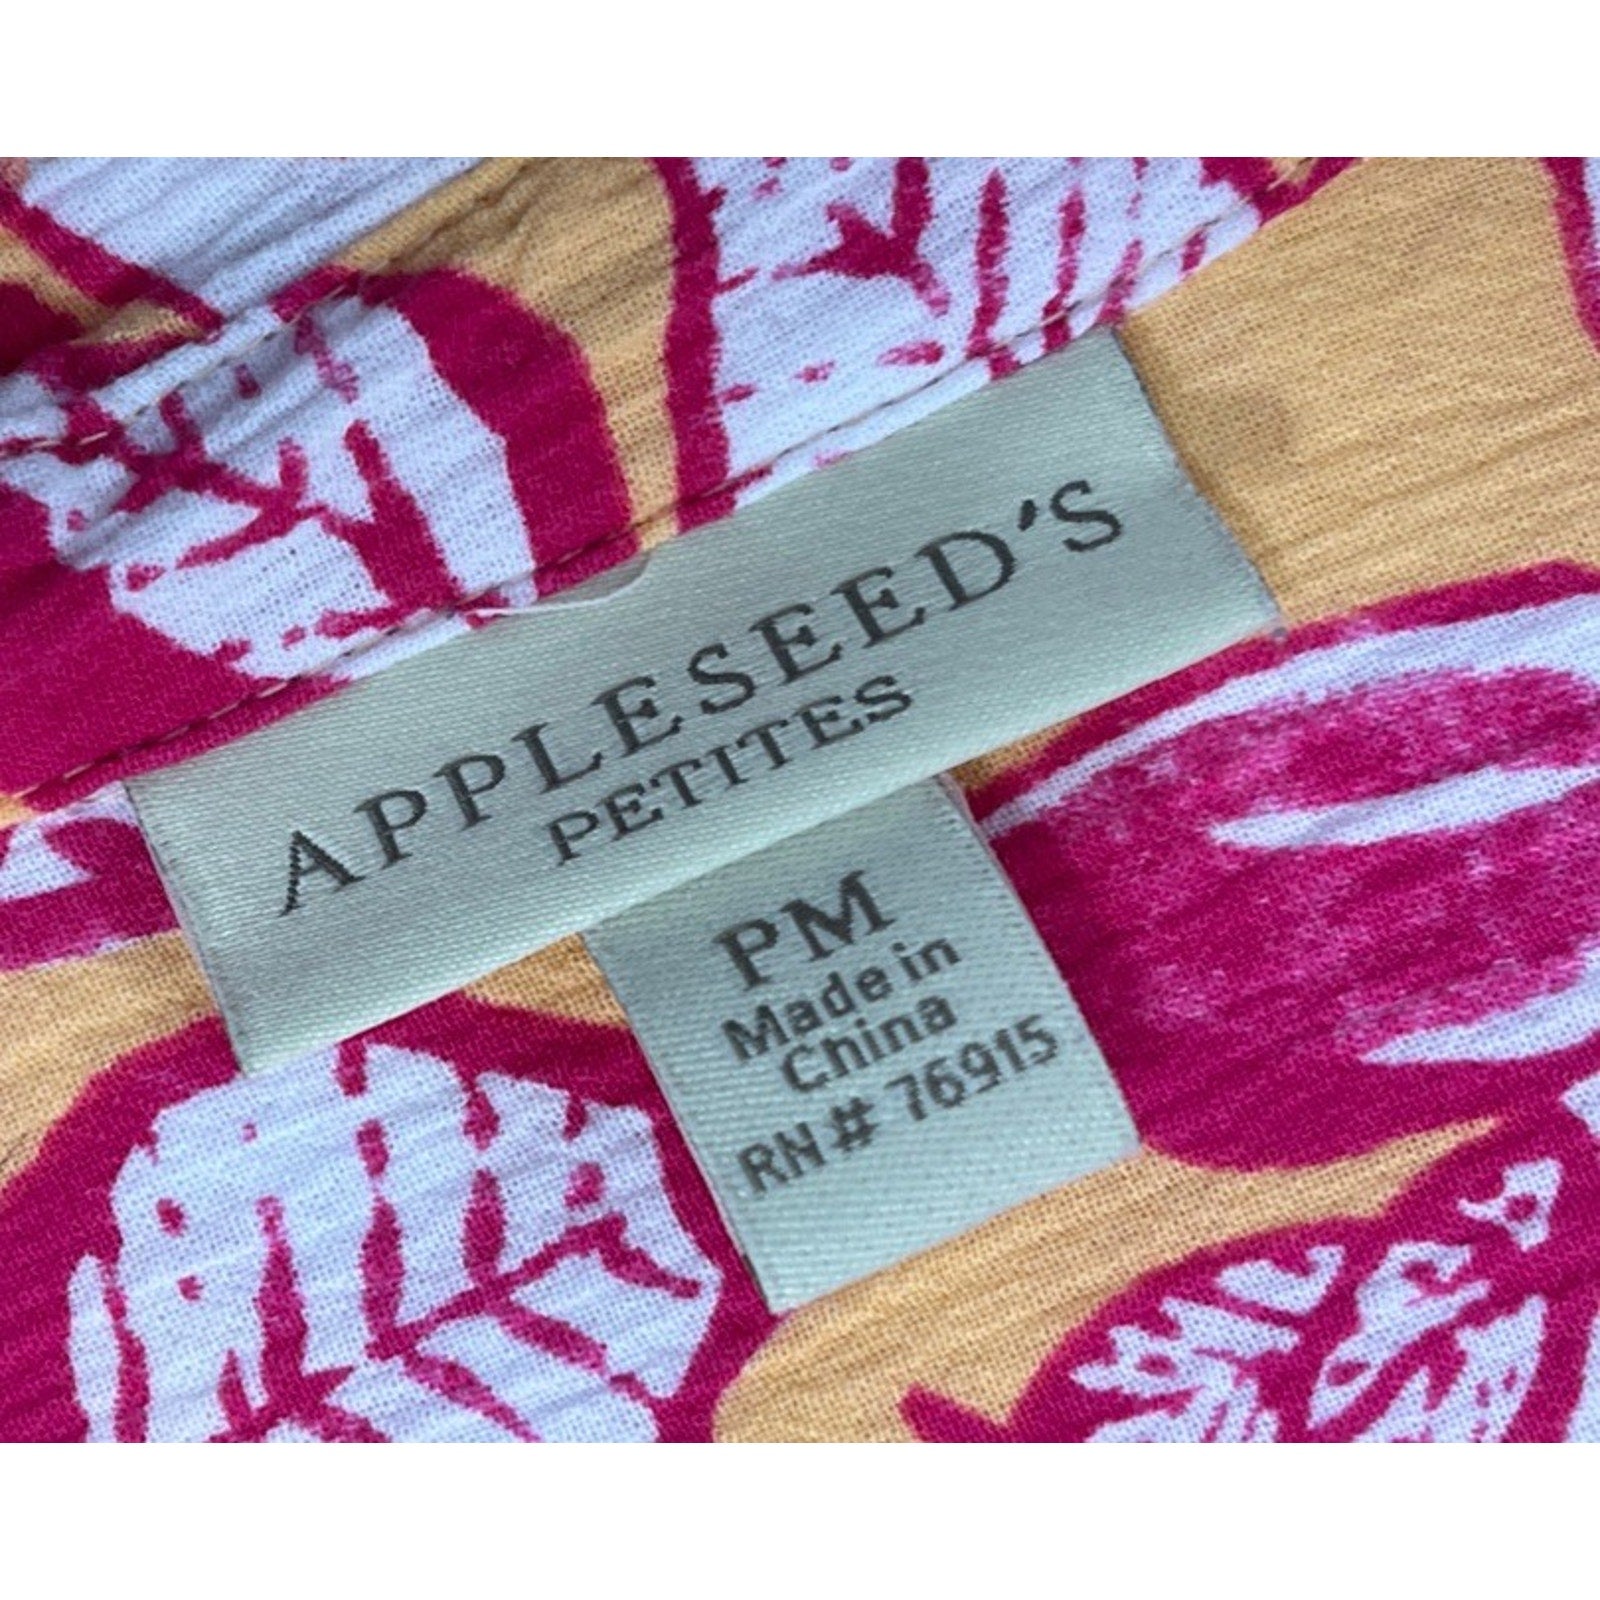 APPLESEED'S
PETITES
PM
Made in
China
RN# 76915